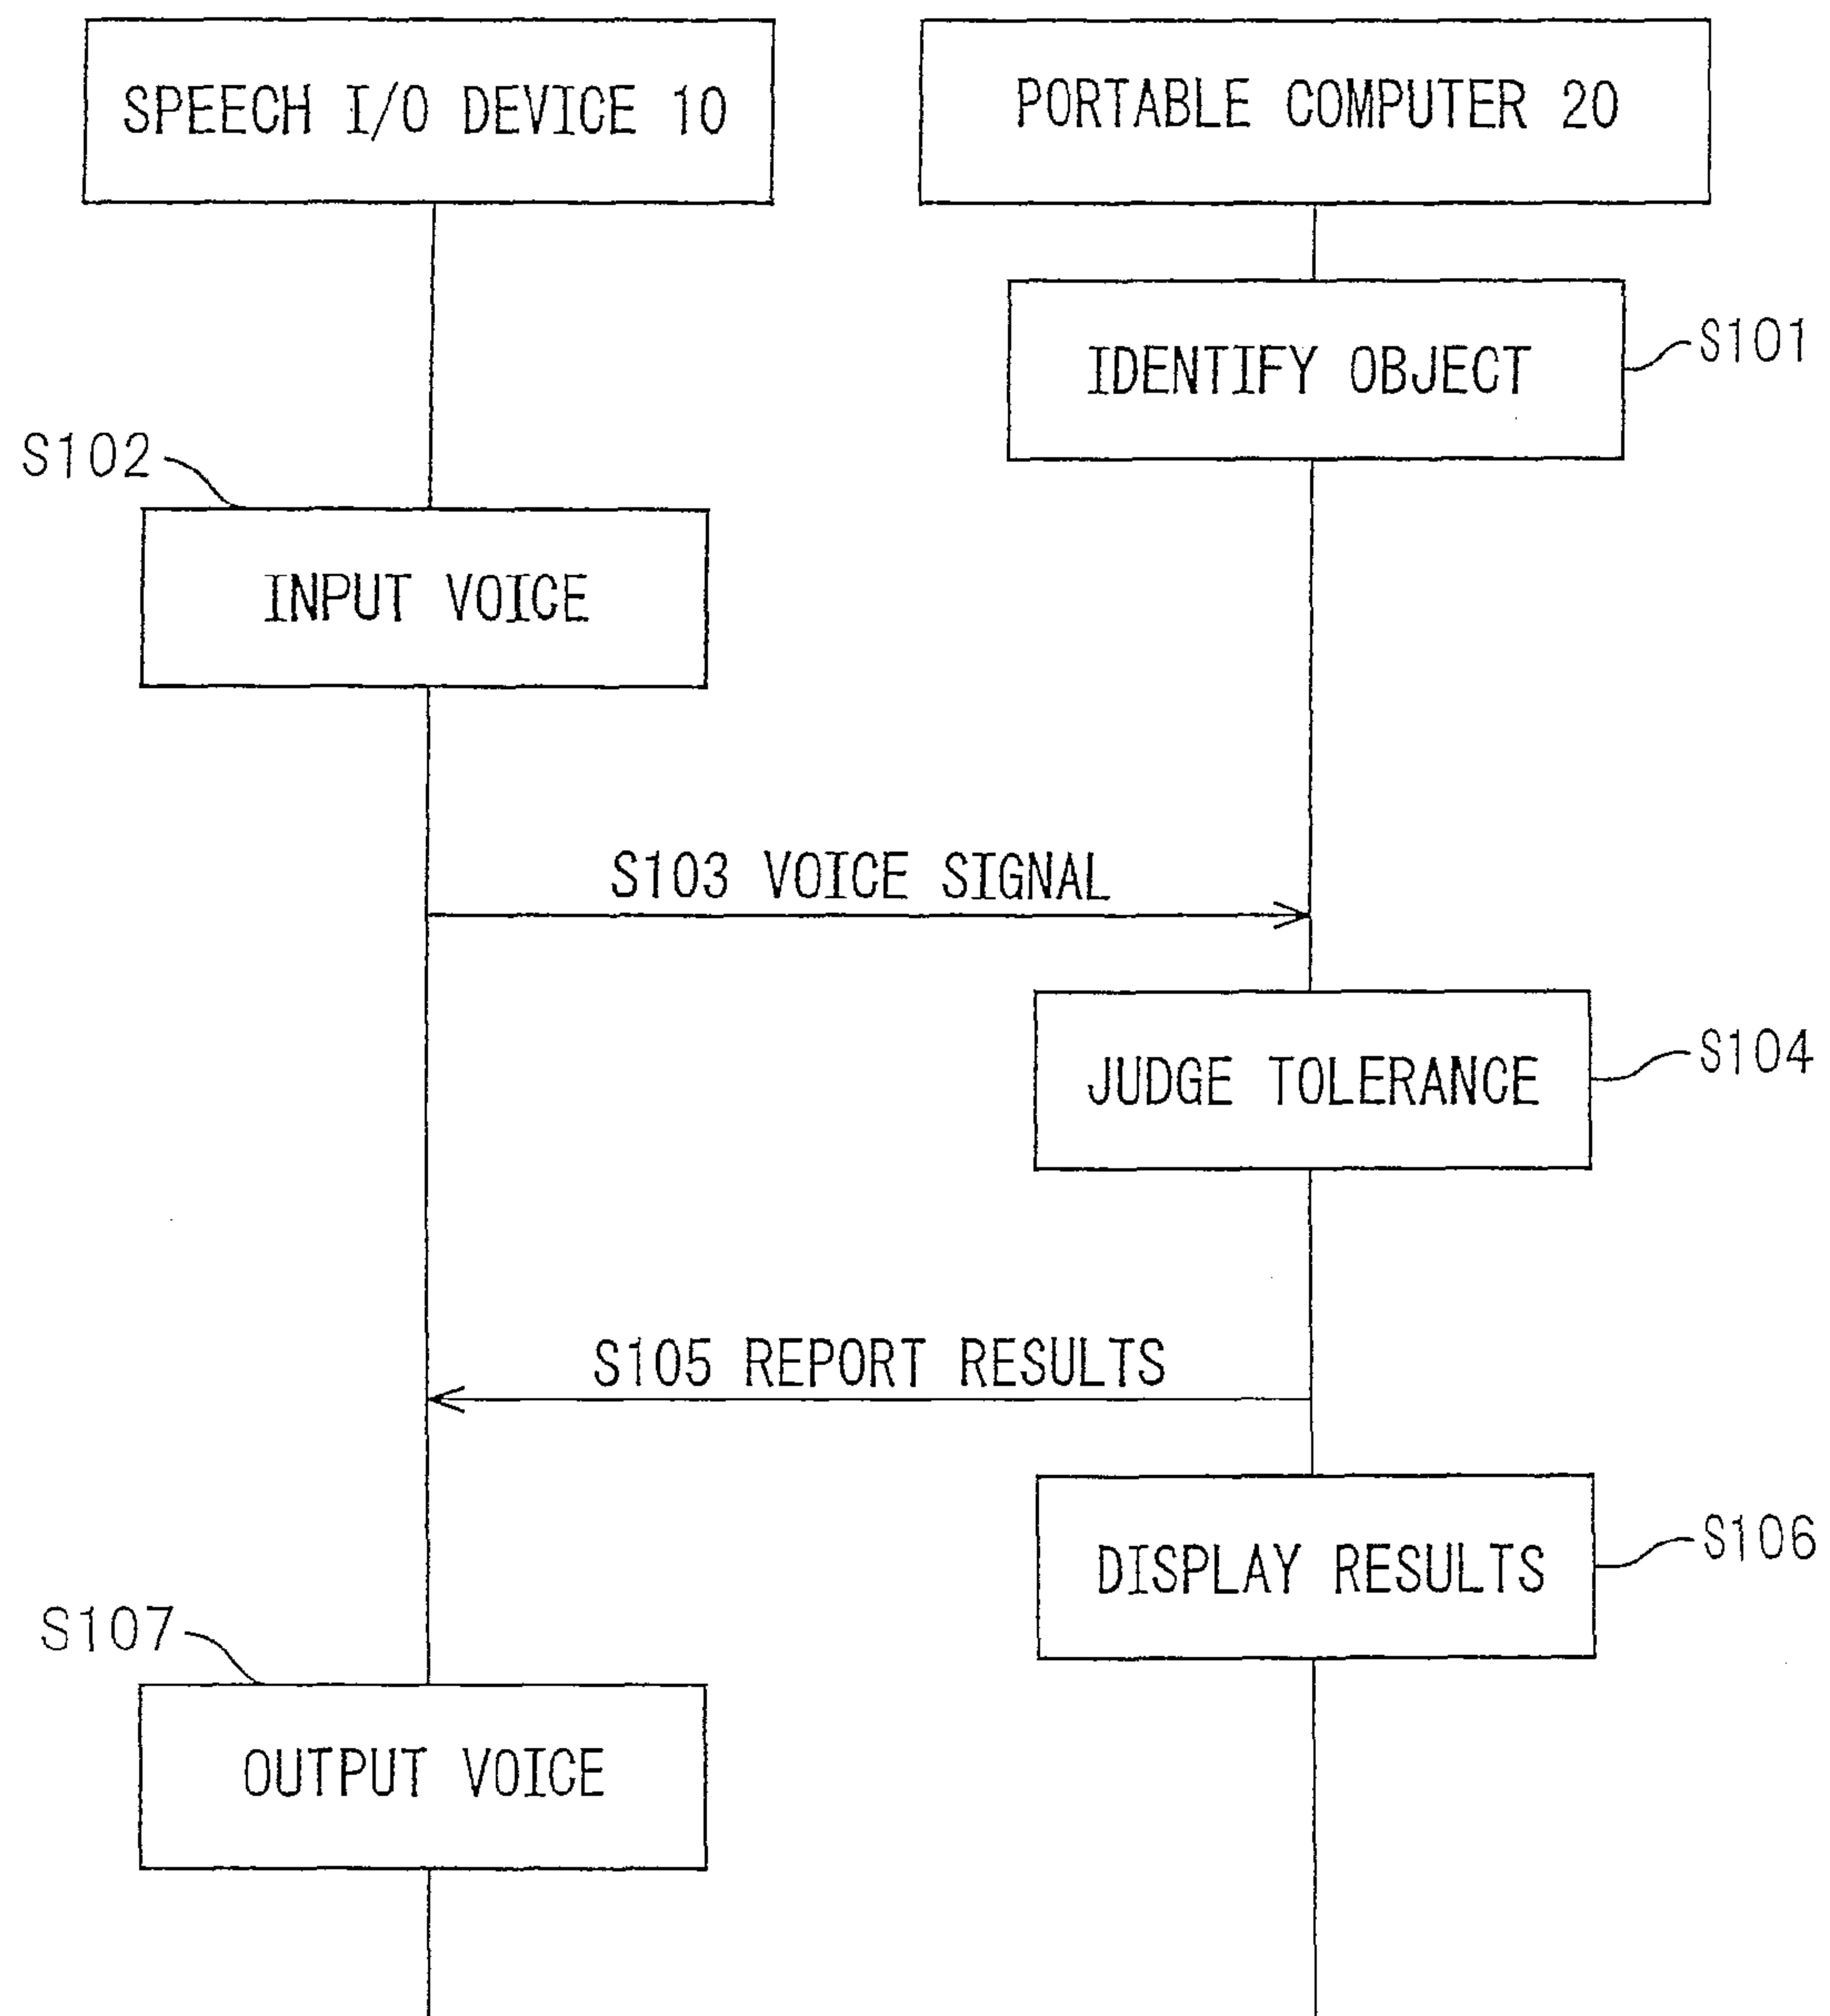 SPEECH I/O DEVICE 10
PORTABLE COMPUTER 20
IDENTIFY OBJECT
S101
S102
INPUT VOICE
S103 VOICE SIGNAL
JUDGE TOLERANCE
S104
S105 REPORT RESULTS
DISPLAY RESULTS
S106
S107
OUTPUT VOICE